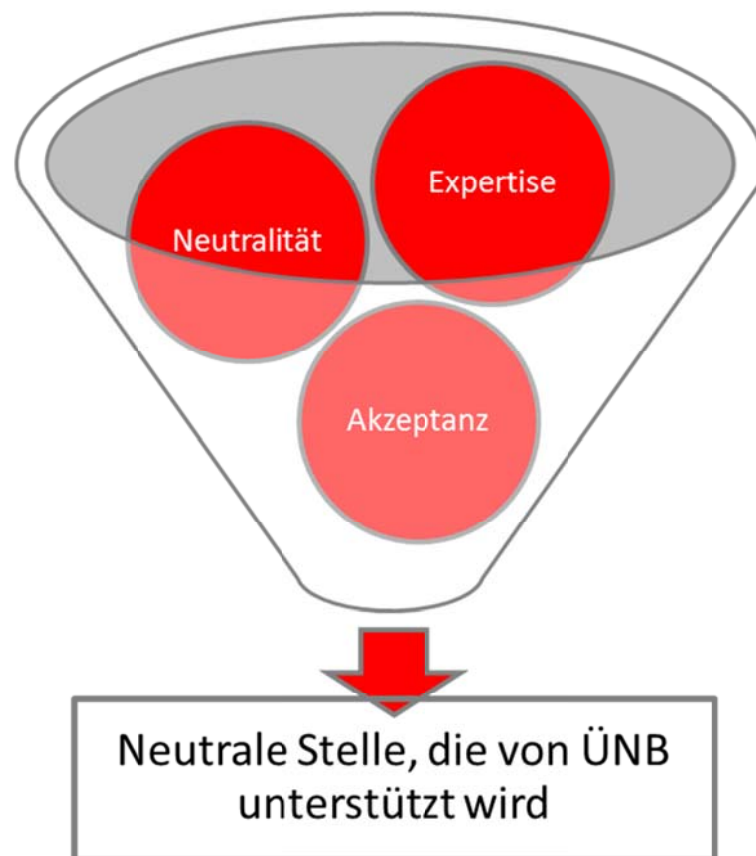 Expertise
Neutralität
Akzeptanz
Neutrale Stelle, die von ÜNB
unterstützt wird